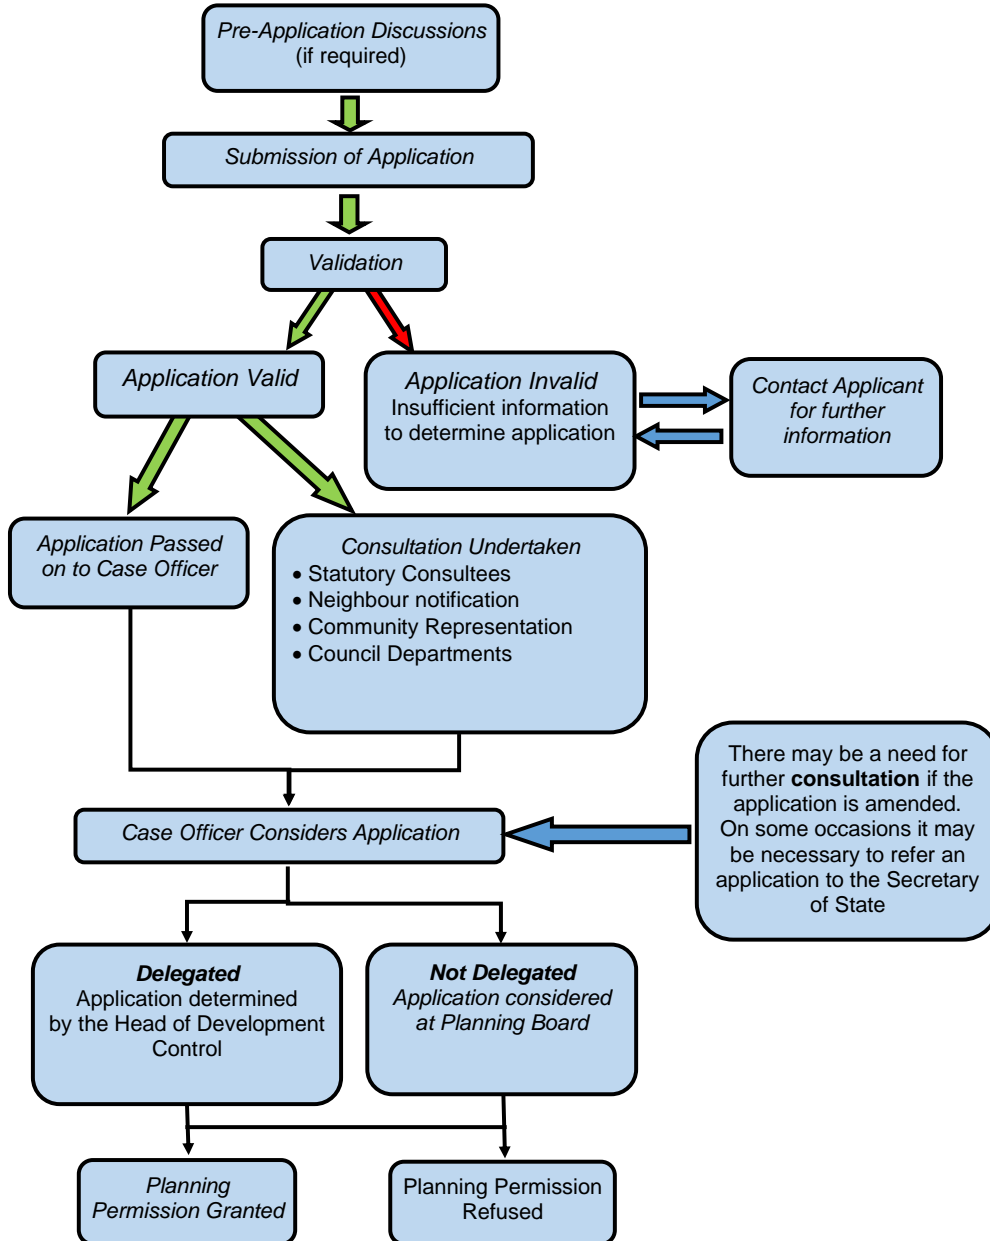 Pre-Application Discussions
(if required)
Submission of Application
Validation
Application Valid
Application Invalid
Insufficient information
to determine application
Contact Applicant
for further
information
Application Passed
on to Case Officer
Consultation Undertaken
• Statutory Consultees
• Neighbour notification
• Community Representation
• Council Departments
There may be a need for
further consultation if the
application is amended.
On some occasions it may
be necessary to refer an
application to the Secretary
of State
Case Officer Considers Application
Delegated
Application determined
by the Head of Development
Control
Not Delegated
Application considered
at Planning Board
Planning
Permission Granted
Planning Permission
Refused